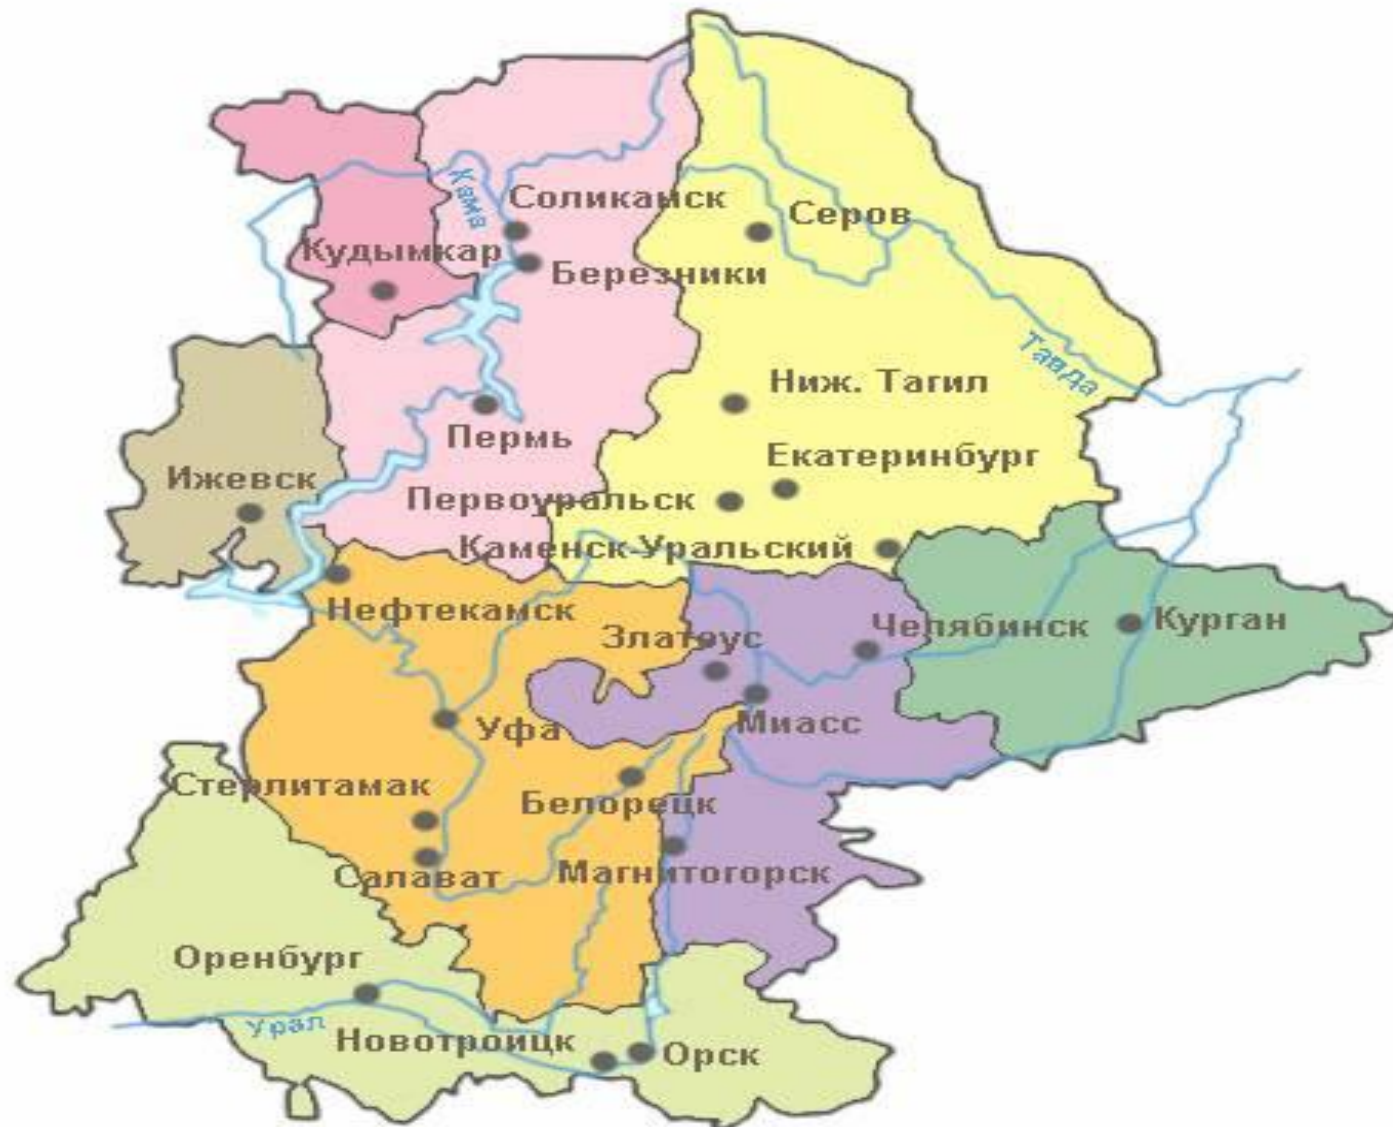 Кама
Соликамск
Серов
Кудымкар
Березники
Тавда
Ниж. Тагил
Пермь
Екатеринбург
Ижевск
Первоуральск
Каменск-Уральский
Нефтекамск
Златоус
Челябинск
Курган
Уфа
Миасс
Стерлитамак
Белорецк
Салават
Магнитогорск
Оренбург
Урал
Новотроицк
Орск